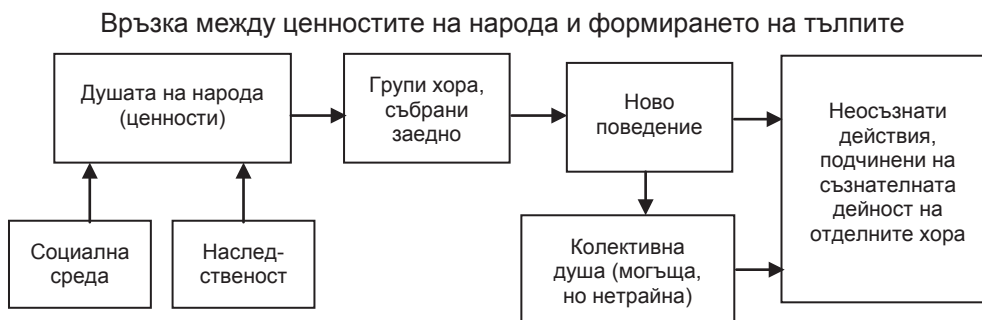 Връзка между ценностите на народа и формирането на тълпите
Душата на народа
(ценности)
Групи хора,
събрани
заедно
Ново
поведение
Неосъзнати
действия,
подчинени на
съзнателната
дейност на
отделните хора
Социална
среда
Наслед-
ственост
Колективна
душа (могъща,
но нетрайна)